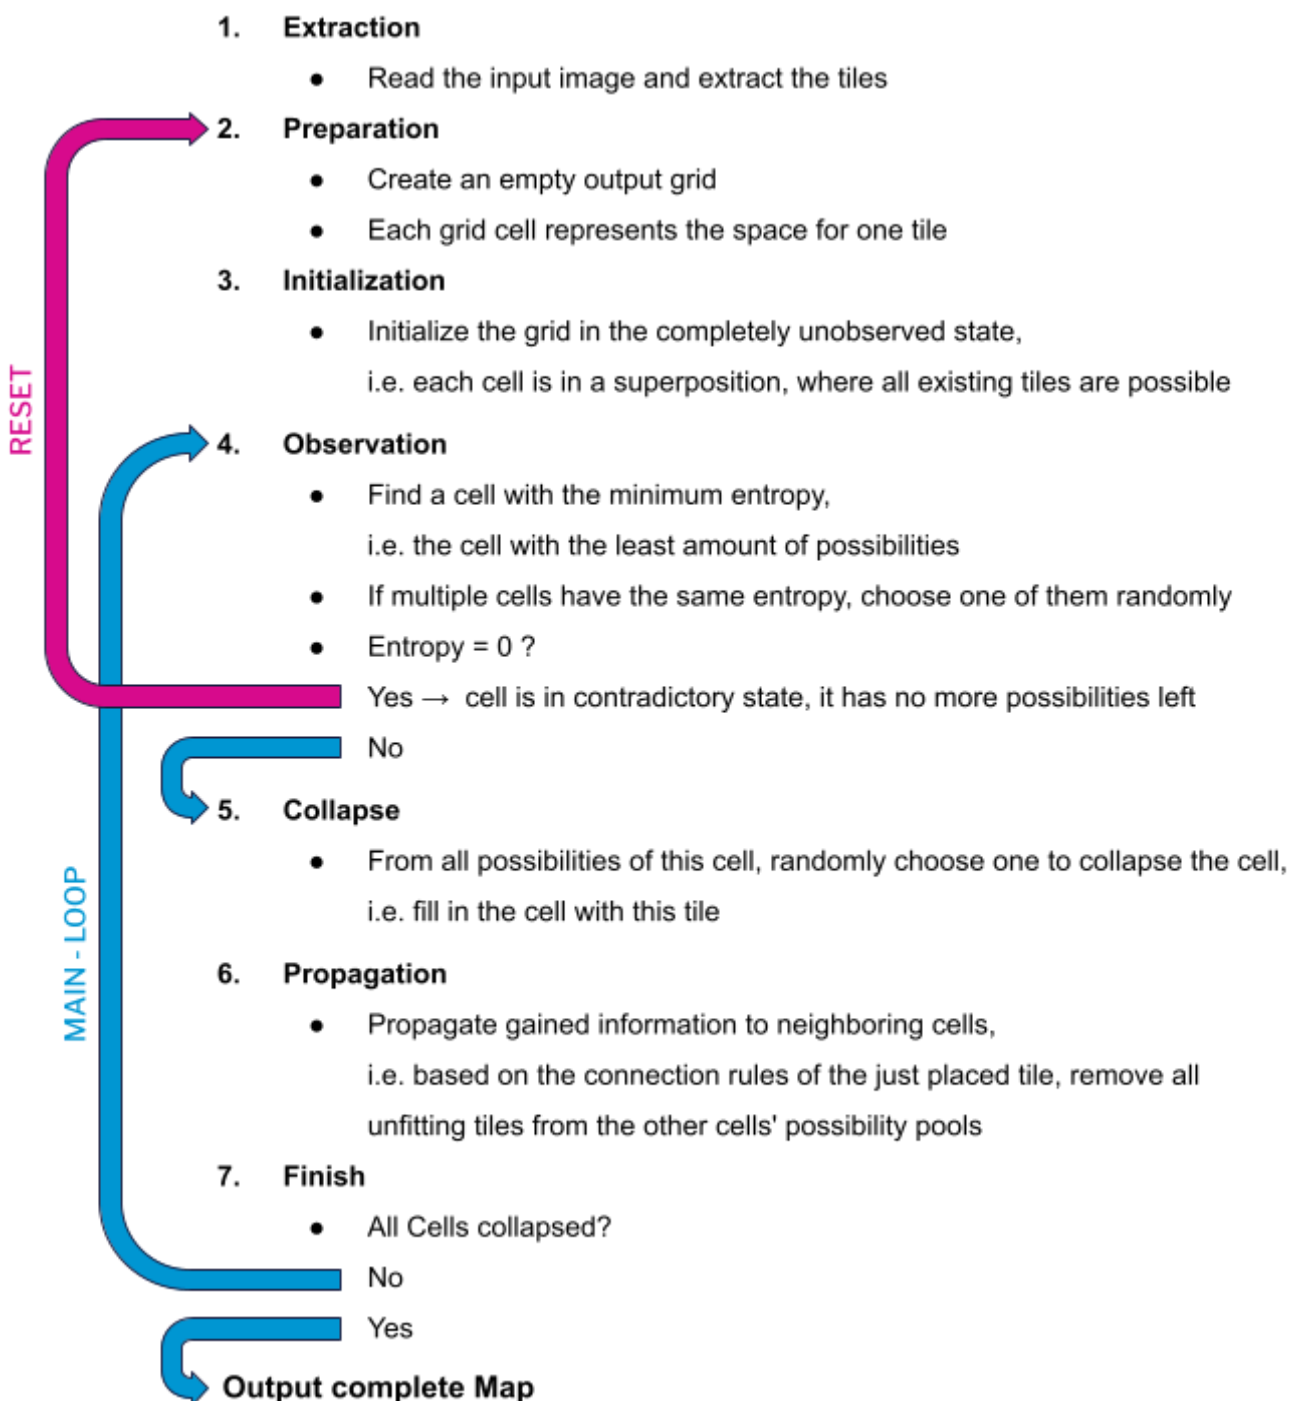 1. Extraction
● Read the input image and extract the tiles
2. Preparation
● Create an empty output grid
● Each grid cell represents the space for one tile
3. Initialization
● Initialize the grid in the completely unobserved state,
i.e. each cell is in a superposition, where all existing tiles are possible
RESET
4. Observation
● Find a cell with the minimum entropy,
i.e. the cell with the least amount of possibilities
● If multiple cells have the same entropy, choose one of them randomly
● Entropy = 0 ?
Yes → cell is in contradictory state, it has no more possibilities left
No
5. Collapse
● From all possibilities of this cell, randomly choose one to collapse the cell,
i.e. fill in the cell with this tile
MAIN - LOOP
6. Propagation
● Propagate gained information to neighboring cells,
i.e. based on the connection rules of the just placed tile, remove all
unfitting tiles from the other cells' possibility pools
7. Finish
● All Cells collapsed?
No
Yes
Output complete Map